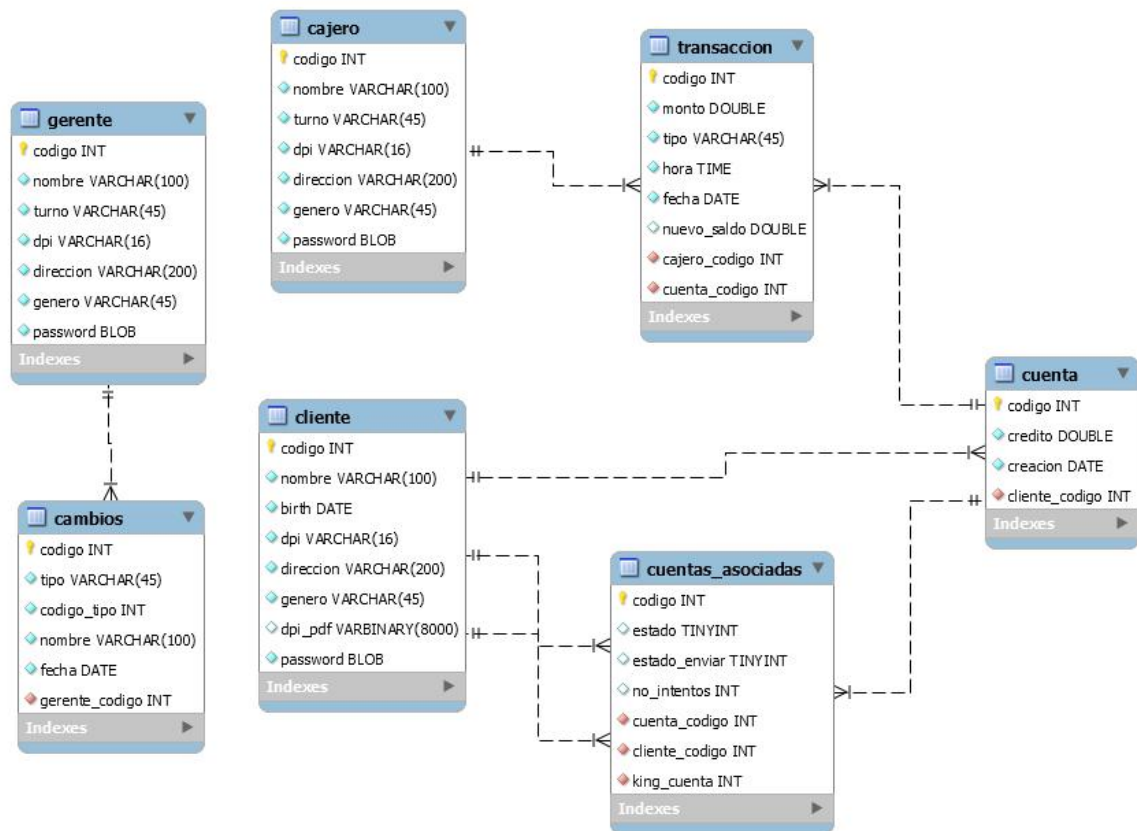 cajero
codigo INT
nombre VARCHAR(100)
turno VARCHAR(45)
dpi VARCHAR(16)
direccion VARCHAR(200)
genero VARCHAR(45)
password BLOB
Indexes
transaccion
codigo INT
monto DOUBLE
tipo VARCHAR(45)
hora TIME
fecha DATE
nuevo_saldo DOUBLE
cajero_codigo INT
cuenta_codigo INT
Indexes
gerente
codigo INT
nombre VARCHAR(100)
turno VARCHAR(45)
dpi VARCHAR(16)
direccion VARCHAR(200)
genero VARCHAR(45)
password BLOB
Indexes
cuenta
codigo INT
credito DOUBLE
creacion DATE
cliente_codigo INT
Indexes
cliente
codigo INT
nombre VARCHAR(100)
birth DATE
dpi VARCHAR(16)
direccion VARCHAR(200)
genero VARCHAR(45)
dpi_pdf VARBINARY(8000)
password BLOB
Indexes
cambios
codigo INT
tipo VARCHAR(45)
codigo_tipo INT
nombre VARCHAR(100)
fecha DATE
gerente_codigo INT
Indexes
cuentas_asociadas
codigo INT
estado TINYINT
estado_enviar TINYINT
no_intentos INT
cuenta_codigo INT
cliente_codigo INT
king_cuenta INT
Indexes